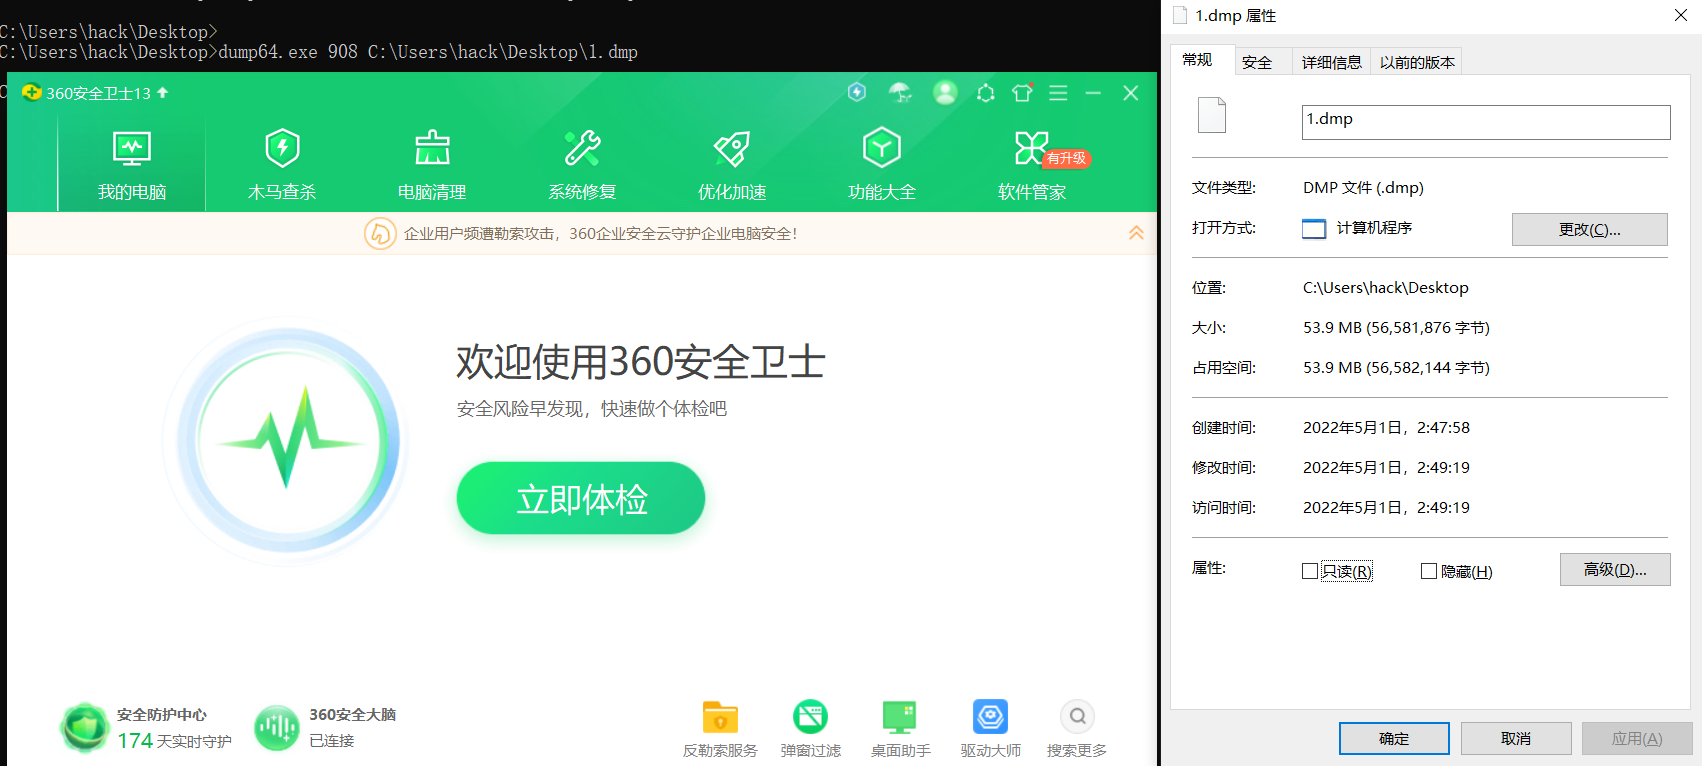 C:\Users\hack\Desktop>
C:\Users\hack\Desktop>dump64.exe 908 C:\Users\hack\Desktop\1.dmp
360安全卫士13
我的电脑
木马查杀
电脑清理
系统修复
优化加速
功能大全
软件管家
有升级
企业用户频遭勒索攻击，360企业安全云守护企业电脑安全！
欢迎使用360安全卫士
安全风险早发现，快速做个体检吧
立即体检
安全防护中心
174 天实时守护
360安全大脑
已连接
反勒索服务
弹窗过滤
桌面助手
驱动大师
搜索更多
1.dmp 属性
常规
安全
详细信息
以前的版本
1.dmp
文件类型: DMP 文件 (.dmp)
打开方式: 计算机程序 更改(C)...
位置: C:\Users\hack\Desktop
大小: 53.9 MB (56,581,876 字节)
占用空间: 53.9 MB (56,582,144 字节)
创建时间: 2022年5月1日，2:47:58
修改时间: 2022年5月1日，2:49:19
访问时间: 2022年5月1日，2:49:19
属性: 只读(R) 隐藏(H) 高级(D)...
确定 取消 应用(A)